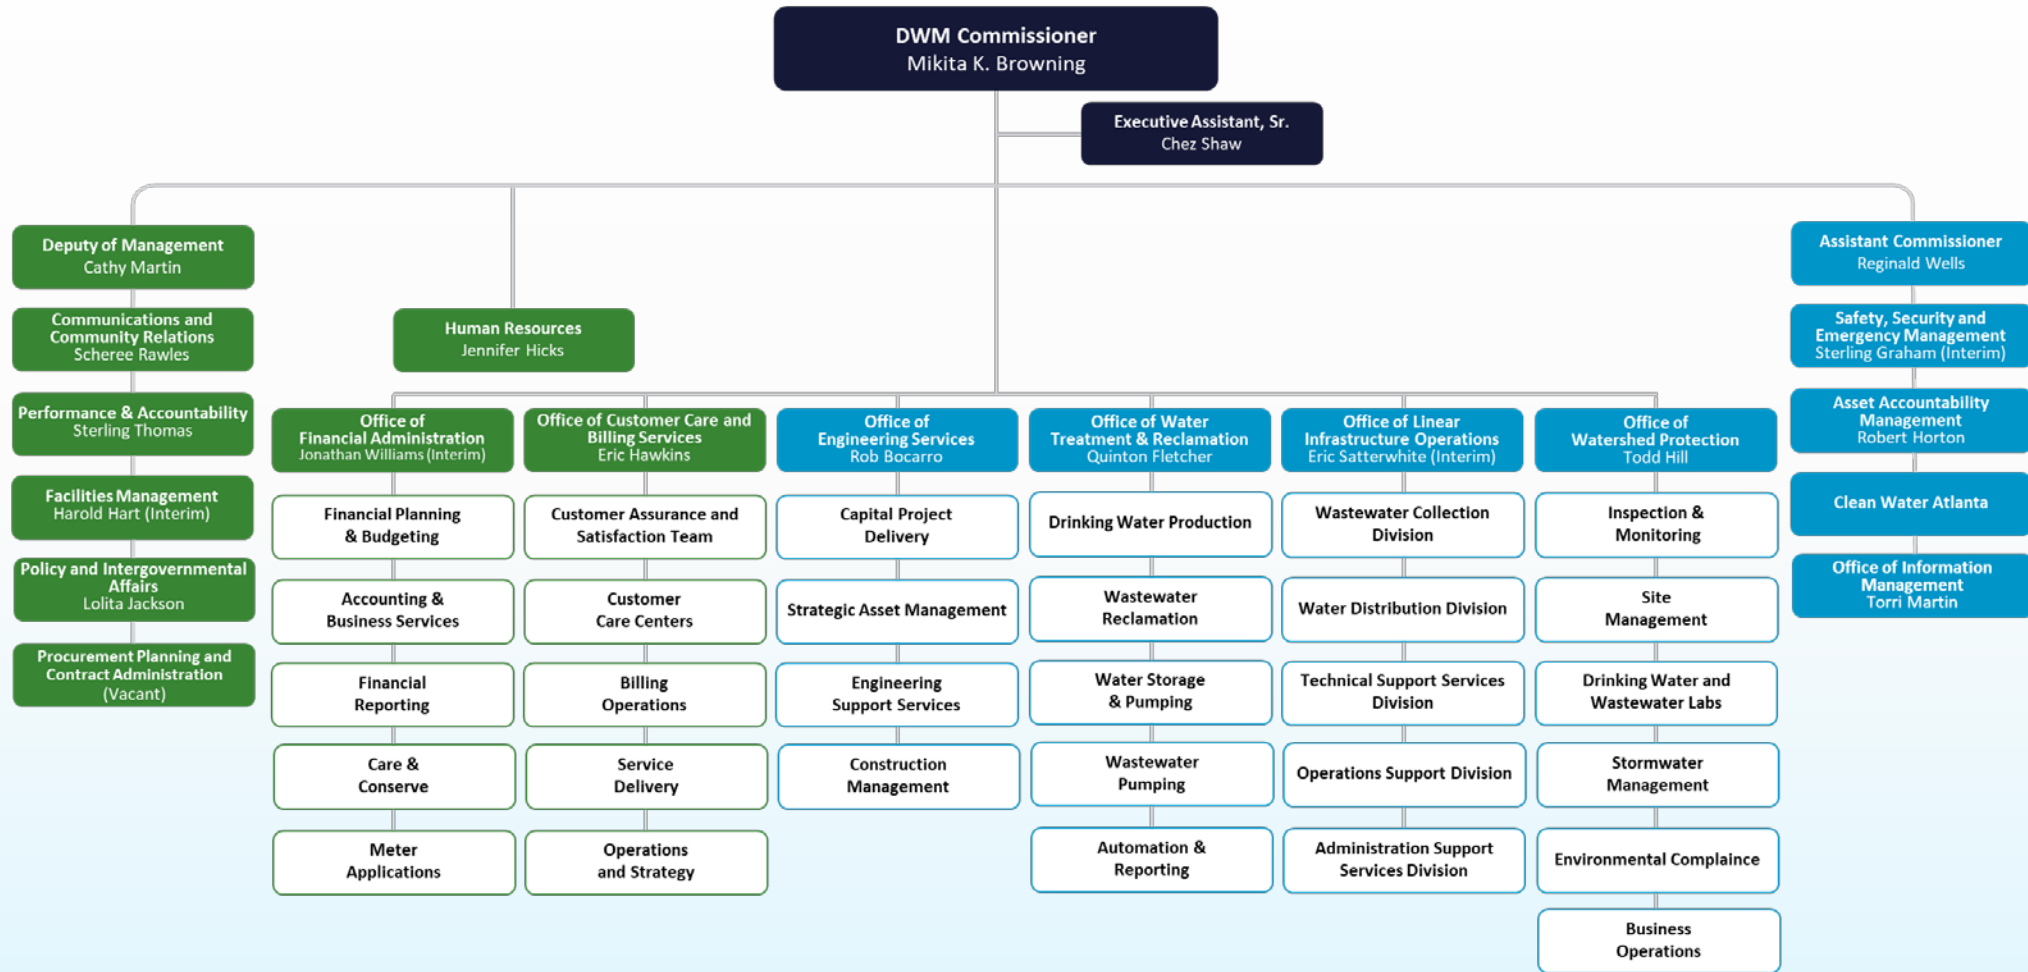 DWM Commissioner
Mikita K. Browning
Executive Assistant, Sr.
Chez Shaw
Deputy of Management
Cathy Martin
Communications and
Community Relations
Scheree Rawles
Performance & Accountability
Sterling Thomas
Facilities Management
Harold Hart (Interim)
Policy and Intergovernmental
Affairs
Lolita Jackson
Procurement Planning and
Contract Administration
(Vacant)
Human Resources
Jennifer Hicks
Office of
Financial Administration
Jonathan Williams (Interim)
Financial Planning
& Budgeting
Accounting &
Business Services
Financial
Reporting
Care &
Conserve
Meter
Applications
Office of Customer Care and
Billing Services
Eric Hawkins
Customer Assurance and
Satisfaction Team
Customer
Care Centers
Billing
Operations
Service
Delivery
Operations
and Strategy
Office of
Engineering Services
Rob Bocarro
Capital Project
Delivery
Strategic Asset Management
Engineering
Support Services
Construction
Management
Office of Water
Treatment & Reclamation
Quinton Fletcher
Drinking Water Production
Wastewater
Reclamation
Water Storage
& Pumping
Wastewater
Pumping
Automation &
Reporting
Office of Linear
Infrastructure Operations
Eric Satterwhite (Interim)
Wastewater Collection
Division
Water Distribution Division
Technical Support Services
Division
Operations Support Division
Administration Support
Services Division
Office of
Watershed Protection
Todd Hill
Inspection &
Monitoring
Site
Management
Drinking Water and
Wastewater Labs
Stormwater
Management
Environmental Complaince
Business
Operations
Assistant Commissioner
Reginald Wells
Safety, Security and
Emergency Management
Sterling Graham (Interim)
Asset Accountability
Management
Robert Horton
Clean Water Atlanta
Office of Information
Management
Torri Martin